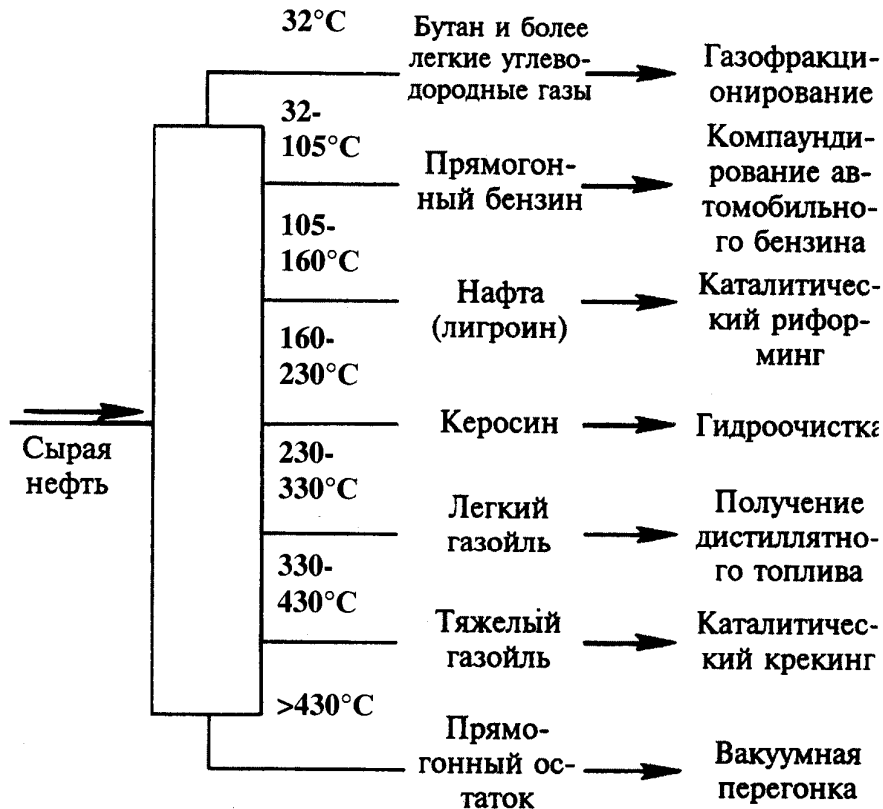 32°C
Бутан и более
легкие углево-
дородные газы
Газофракци-
онирование
32-
105°C
Прямогон-
ный бензин
Компаунди-
рование ав-
томобильно-
го бензина
105-
160°C
Нафта
(лигроин)
Каталитичес-
кий рифор-
минг
160-
230°C
Керосин
Гидроочистка
Сырая
нефть
230-
330°C
Легкий
газойль
Получение
дистиллятно-
го топлива
330-
430°C
Тяжелый
газойль
Каталитичес-
кий крекинг
>430°C
Прямо-
гонный ос-
таток
Вакуумная
перегонка